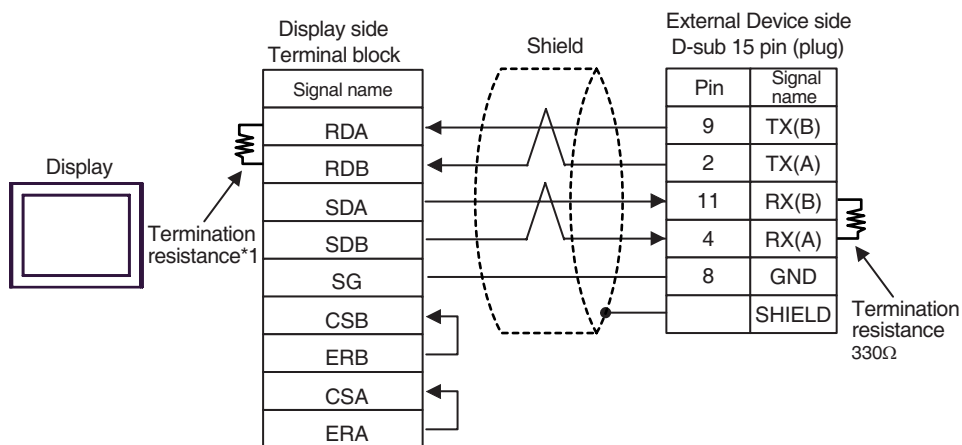 Display side
Terminal block
Shield
External Device side
D-sub 15 pin (plug)
Signal name
Pin
Signal
name
RDA
9
TX(B)
RDB
2
TX(A)
SDA
11
RX(B)
SDB
4
RX(A)
SG
8
GND
CSB
SHIELD
ERB
CSA
ERA
Display
Termination
resistance*1
Termination
resistance
330Ω